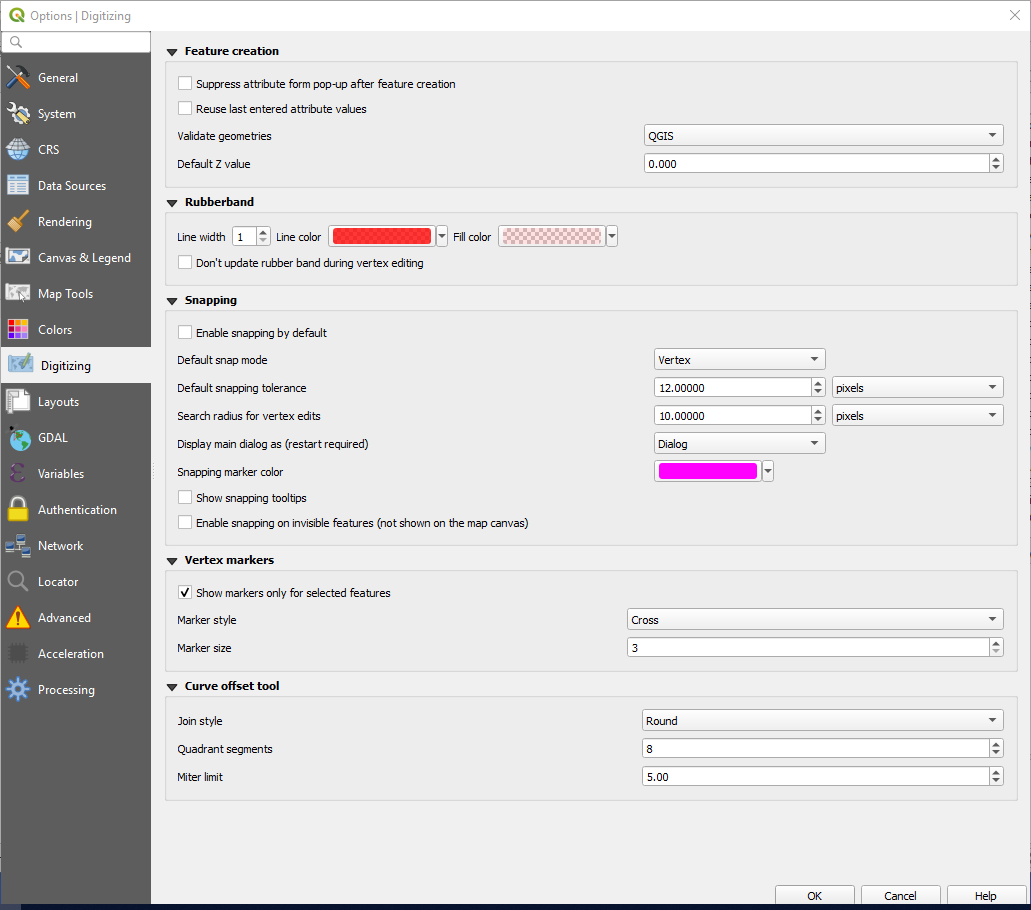 Options | Digitizing
General
System
CRS
Data Sources
Rendering
Canvas & Legend
Map Tools
Colors
Digitizing
Layouts
GDAL
Variables
Authentication
Network
Locator
Advanced
Acceleration
Processing
Feature creation
Suppress attribute form pop-up after feature creation
Reuse last entered attribute values
Validate geometries QGIS
Default Z value 0.000
Rubberband
Line width 1 Line color Fill color
Don't update rubber band during vertex editing
Snapping
Enable snapping by default
Default snap mode Vertex
Default snapping tolerance 12.00000 pixels
Search radius for vertex edits 10.00000 pixels
Display main dialog as (restart required) Dialog
Snapping marker color
Show snapping tooltips
Enable snapping on invisible features (not shown on the map canvas)
Vertex markers
Show markers only for selected features
Marker style Cross
Marker size 3
Curve offset tool
Join style Round
Quadrant segments 8
Miter limit 5.00
OK Cancel Help